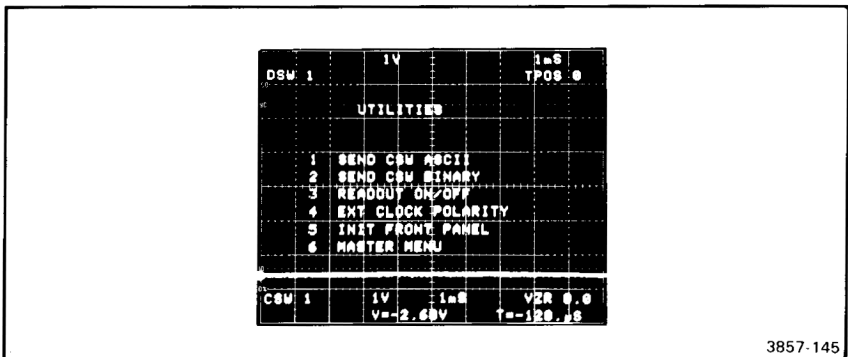 1V 1mS
DSW 1 TPOS 0
UTILITIES
1 SEND CSW ASCII
2 SEND CSW BINARY
3 READOUT ON/OFF
4 EXT CLOCK POLARITY
5 INIT FRONT PANEL
6 MASTER MENU
CSW 1 1V 1mS VZR 0.0
V=-2.60V T=-120.µS
3857-145